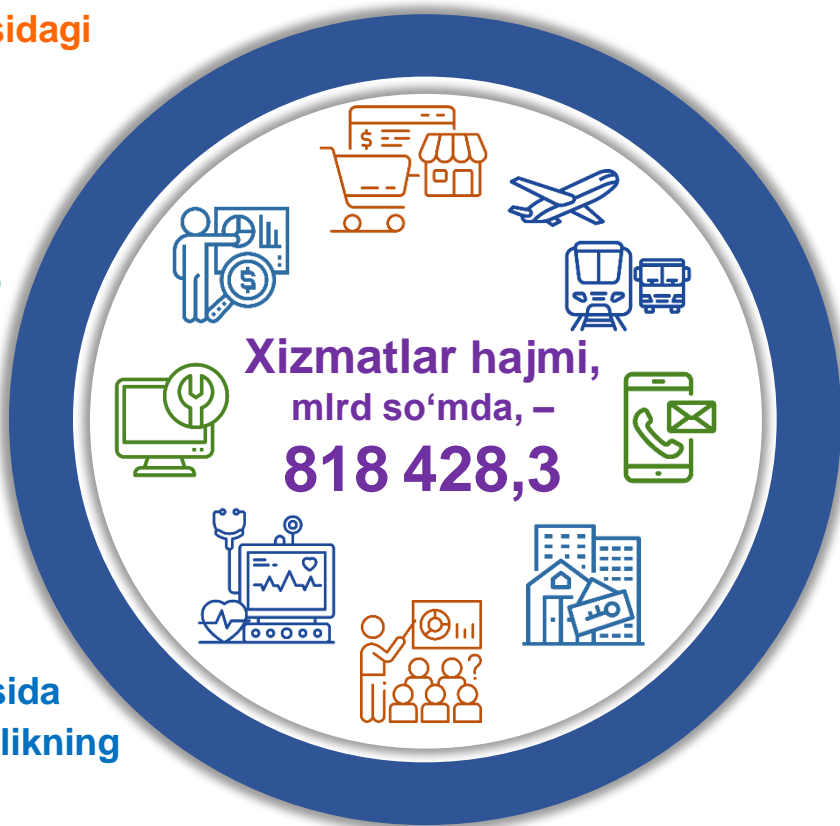 sidagi
Xizmatlar hajmi,
mlrd so‘mda, –
818 428,3
sida
likning